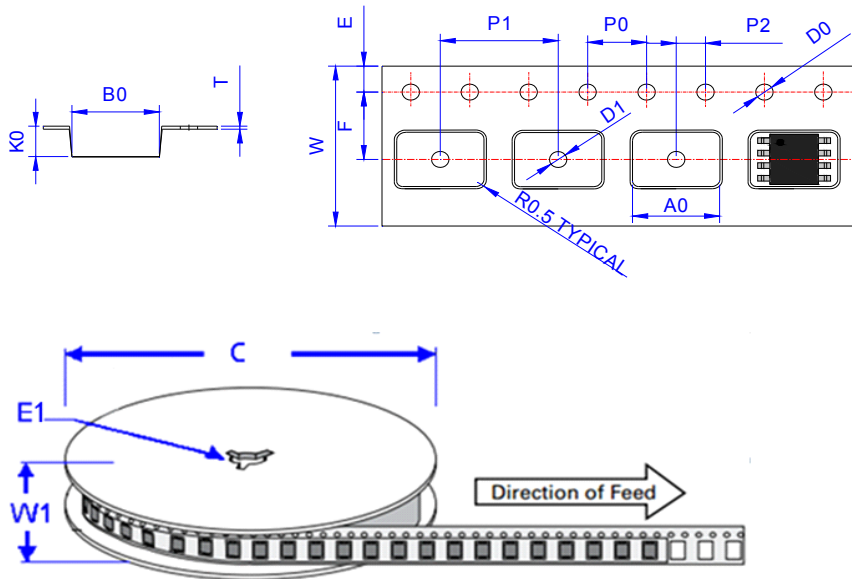 E
P1
P0
P2
D0
T
B0
K0
W
F
D1
R0.5 TYPICAL
A0
C
E1
W1
Direction of Feed